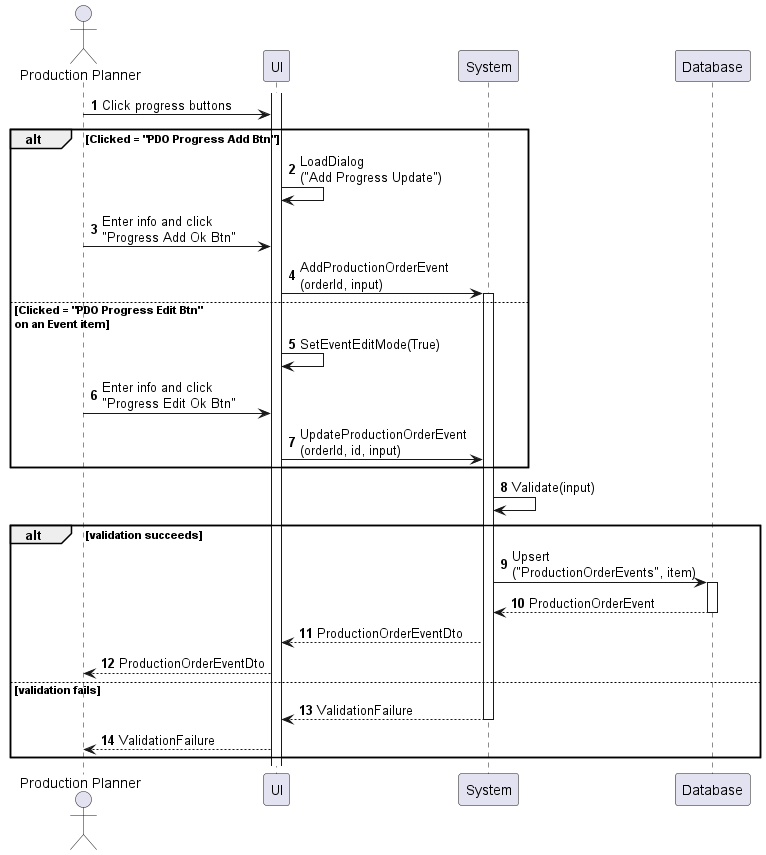 Production Planner
UI
System
Database
1 Click progress buttons
alt
[Clicked = "PDO Progress Add Btn"]
2 LoadDialog
("Add Progress Update")
3 Enter info and click
"Progress Add Ok Btn"
4 AddProductionOrderEvent
(orderId, input)
[Clicked = "PDO Progress Edit Btn"
on an Event item]
5 SetEventEditMode(True)
6 Enter info and click
"Progress Edit Ok Btn"
7 UpdateProductionOrderEvent
(orderId, id, input)
8 Validate(input)
alt
[validation succeeds]
9 Upsert
("ProductionOrderEvents", item)
10 ProductionOrderEvent
11 ProductionOrderEventDto
12 ProductionOrderEventDto
[validation fails]
13 ValidationFailure
14 ValidationFailure
Production Planner
UI
System
Database